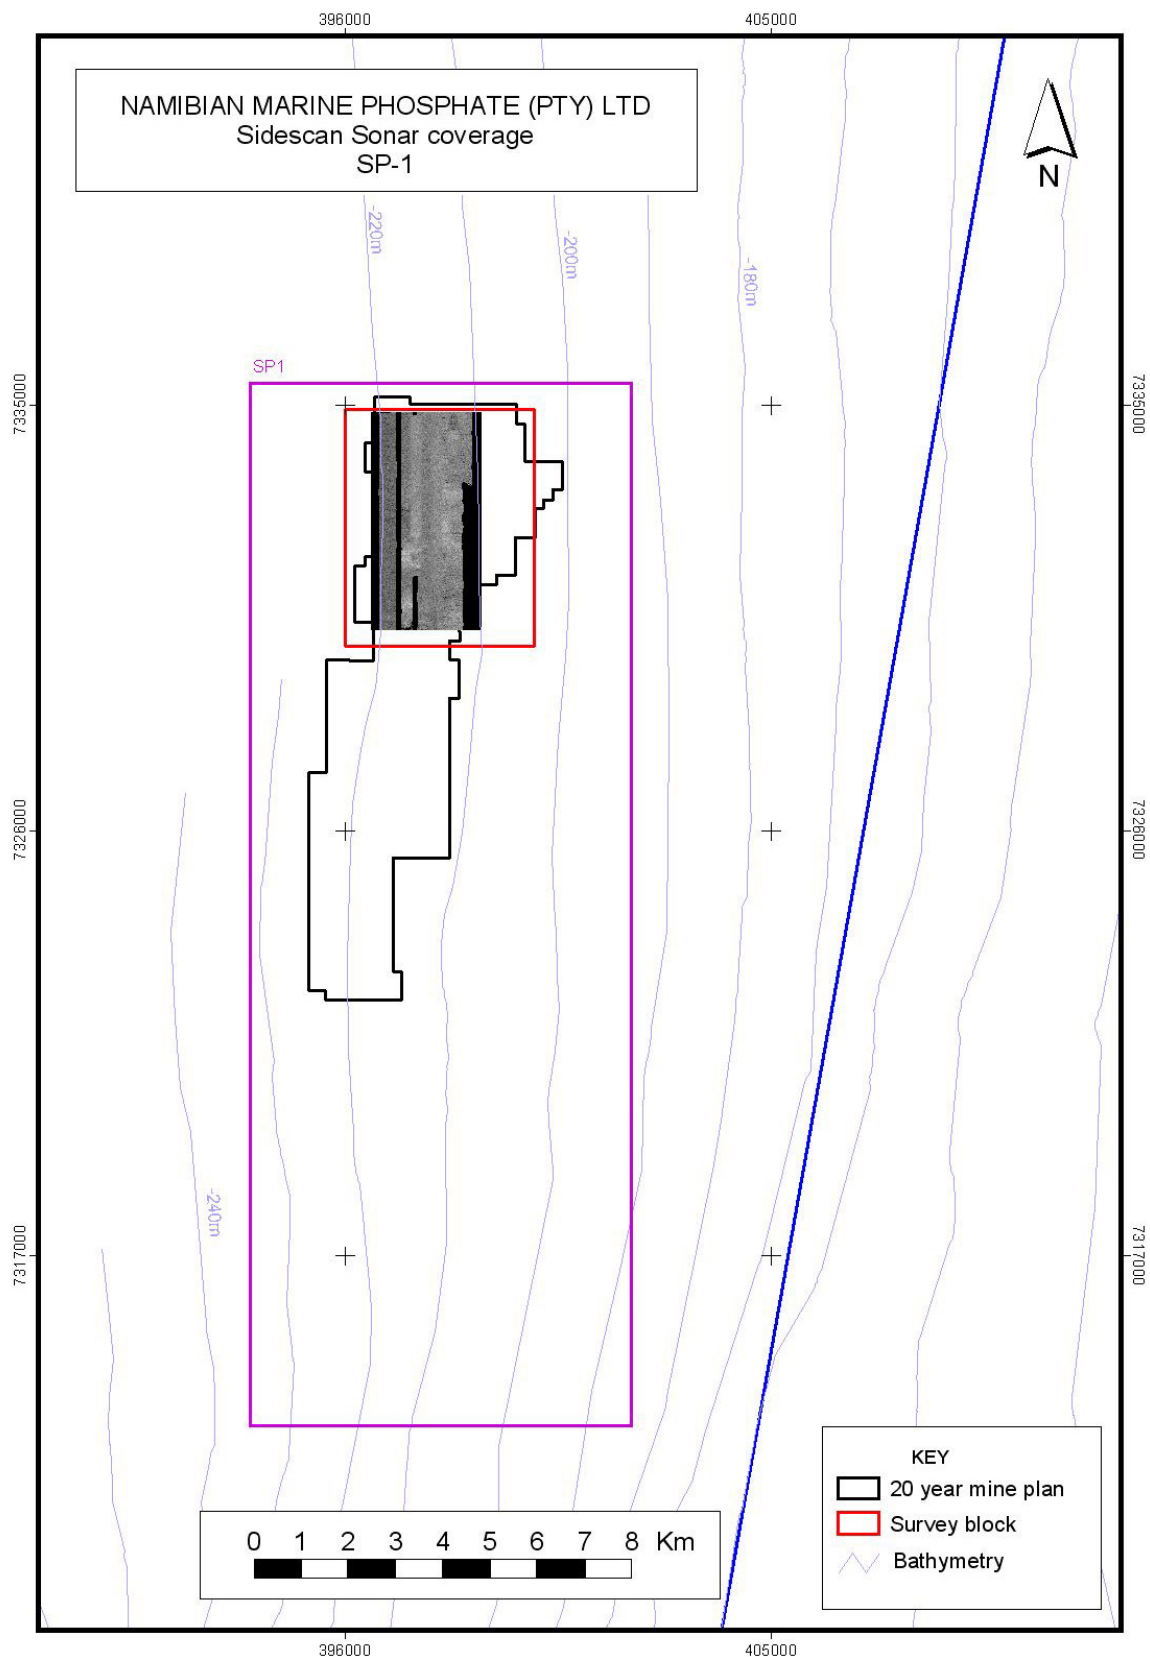 396000
405000
NAMIBIAN MARINE PHOSPHATE (PTY) LTD
Sidescan Sonar coverage
SP-1
N
-220m
-200m
-180m
SP1
7335000
7335000
7326000
7326000
-240m
7317000
7317000
KEY
20 year mine plan
Survey block
Bathymetry
0 1 2 3 4 5 6 7 8 Km
396000
405000